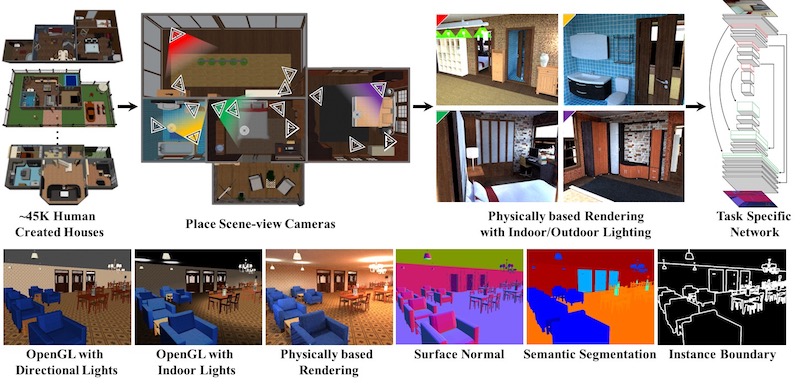 ~45K Human
Created Houses
Place Scene-view Cameras
Physically based Rendering
with Indoor/Outdoor Lighting
Task Specific
Network
OpenGL with
Directional Lights
OpenGL with
Indoor Lights
Physically based
Rendering
Surface Normal
Semantic Segmentation
Instance Boundary